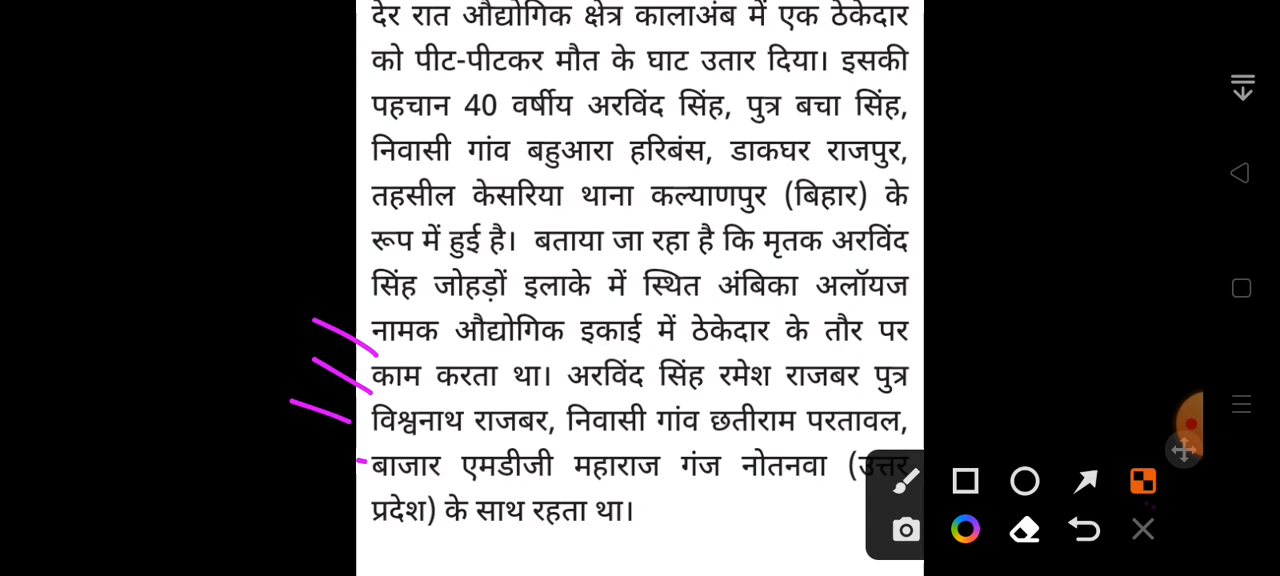 देर रात औद्योगिक क्षेत्र कालाअंब में एक ठेकेदार
को पीट-पीटकर मौत के घाट उतार दिया। इसकी
पहचान 40 वर्षीय अरविंद सिंह, पुत्र बचा सिंह,
निवासी गांव बहुआरा हरिबंस, डाकघर राजपुर,
तहसील केसरिया थाना कल्याणपुर (बिहार) के
रूप में हुई है। बताया जा रहा है कि मृतक अरविंद
सिंह जोहड़ों इलाके में स्थित अंबिका अलॉयज
नामक औद्योगिक इकाई में ठेकेदार के तौर पर
काम करता था। अरविंद सिंह रमेश राजबर पुत्र
विश्वनाथ राजबर, निवासी गांव छतीराम परतावल,
बाजार एमडीजी महाराज गंज नोतनवा (उत्तर
प्रदेश) के साथ रहता था।